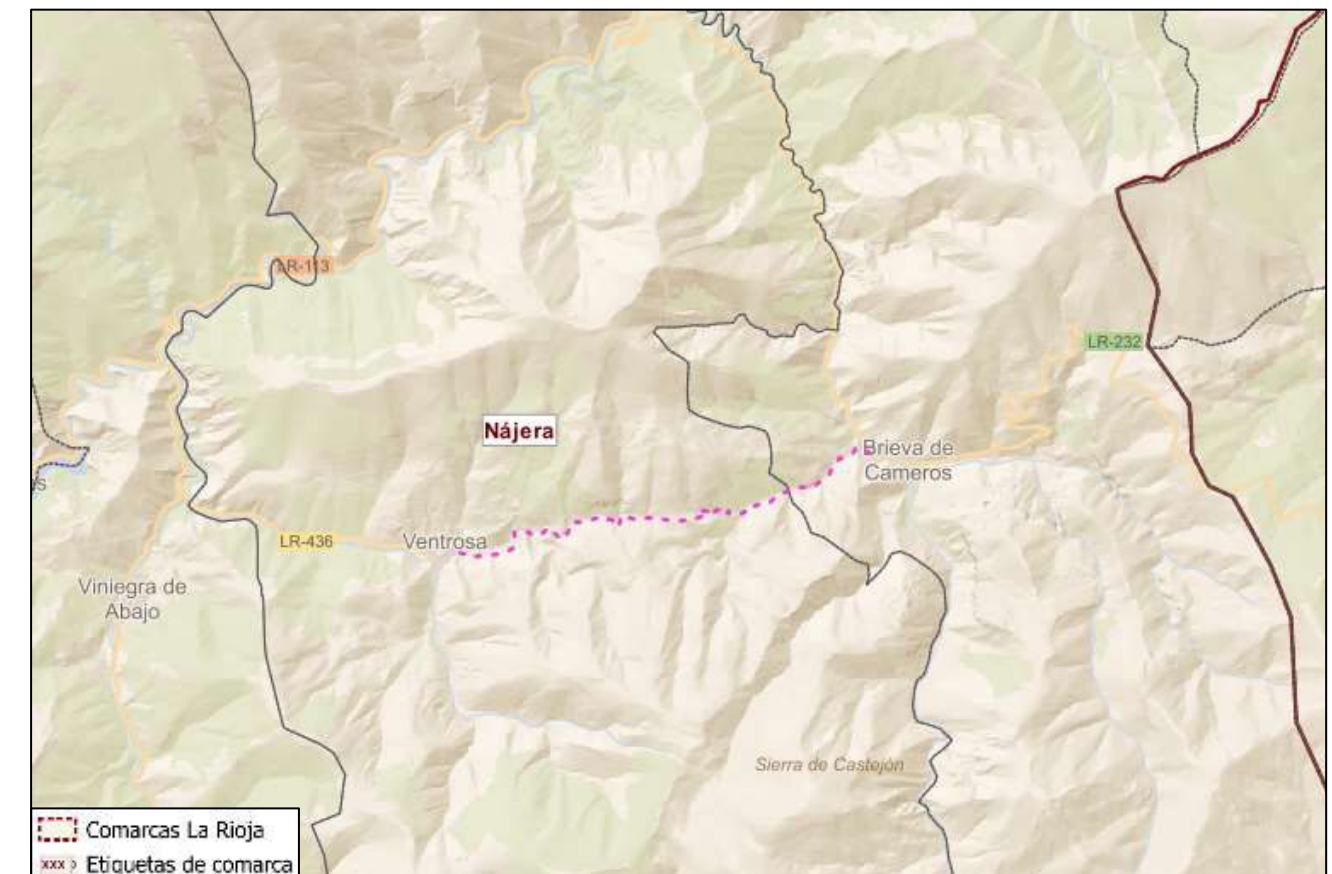 LR-113
LR-232
Nájera
Brieva de
Cameros
LR-436
Ventrosa
Viniegra de
Abajo
Sierra de Castejón
Comarcas La Rioja
xxx
Etiquetas de comarca